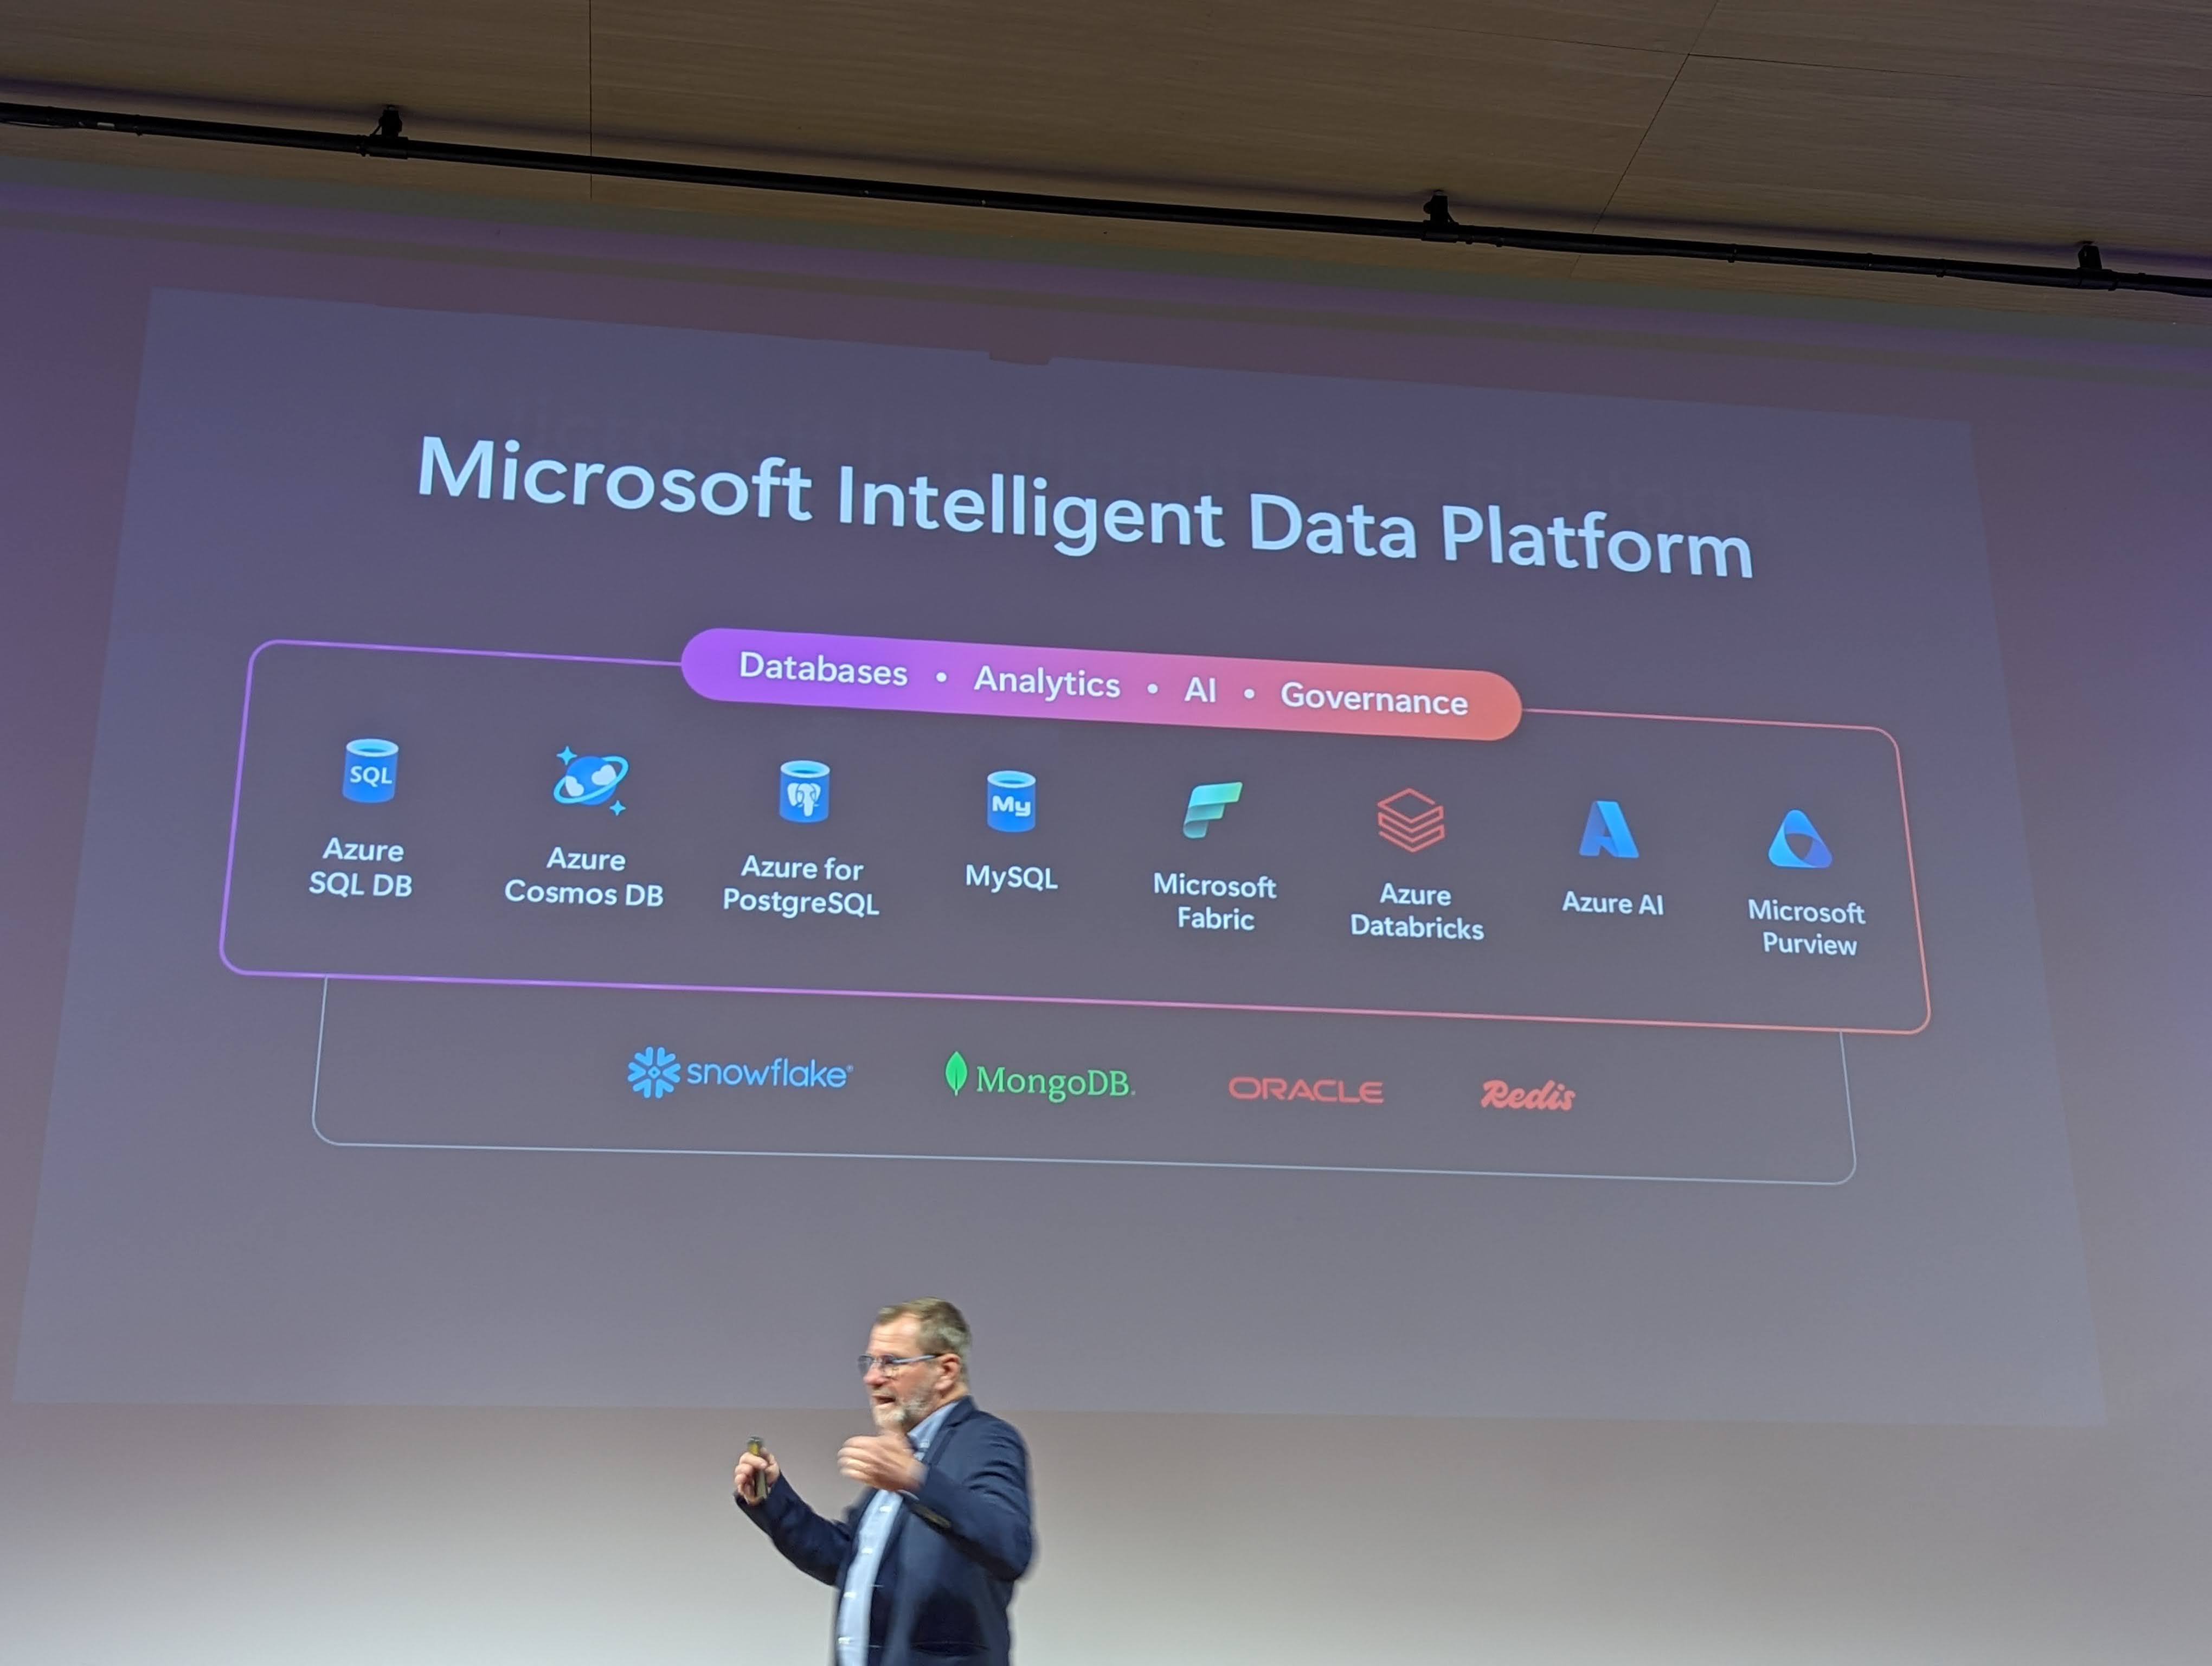 Microsoft Intelligent Data Platform
Databases • Analytics • AI • Governance
SQL
Azure
SQL DB
Azure
Cosmos DB
Azure for
PostgreSQL
My
MySQL
Microsoft
Fabric
Azure
Databricks
Azure AI
Microsoft
Purview
snowflake®
MongoDB.
ORACLE
Redis